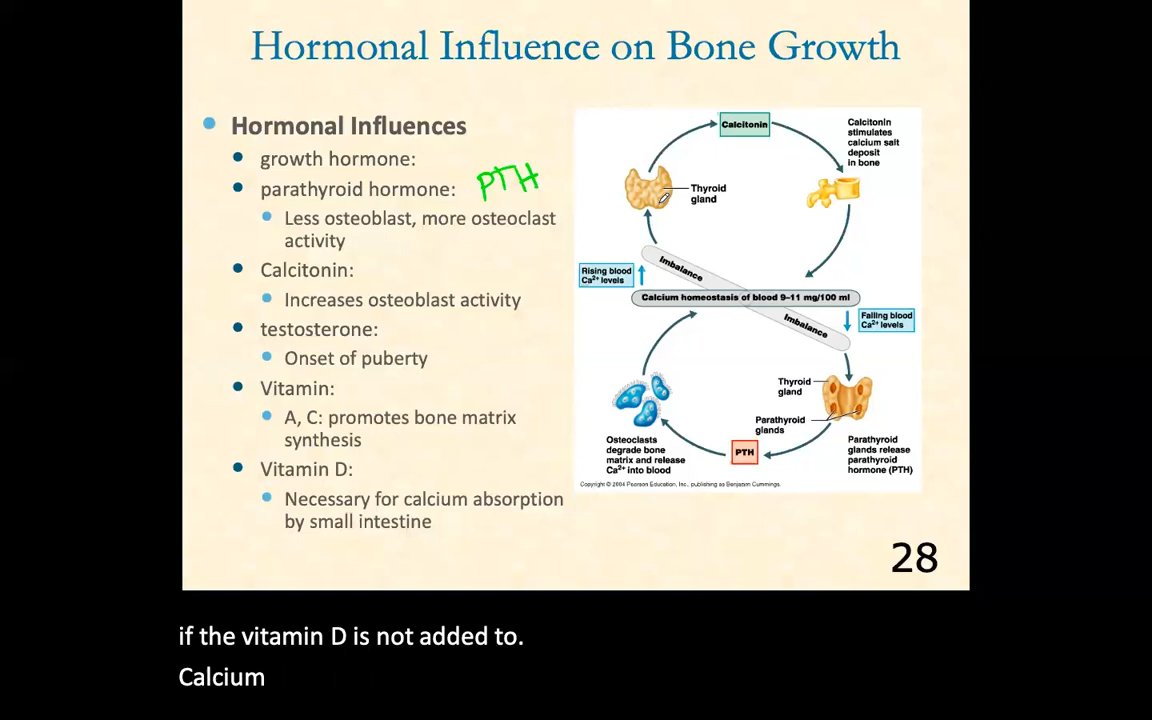 Hormonal Influence on Bone Growth
Hormonal Influences
growth hormone:
parathyroid hormone: PTH
Less osteoblast, more osteoclast
activity
Calcitonin:
Increases osteoblast activity
testosterone:
Onset of puberty
Vitamin:
A, C: promotes bone matrix
synthesis
Vitamin D:
Necessary for calcium absorption
by small intestine
Calcitonin
Calcitonin
stimulates
calcium salt
deposit
in bone
Thyroid
gland
Imbalance
Rising blood
Ca²⁺ levels
Calcium homeostasis of blood 9–11 mg/100 ml
Imbalance
Falling blood
Ca²⁺ levels
Thyroid
gland
Parathyroid
glands
Osteoclasts
degrade bone
matrix and release
Ca²⁺ into blood
PTH
Parathyroid
glands release
parathyroid
hormone (PTH)
Copyright © 2004 Pearson Education, Inc., publishing as Benjamin Cummings.
28
if the vitamin D is not added to.
Calcium